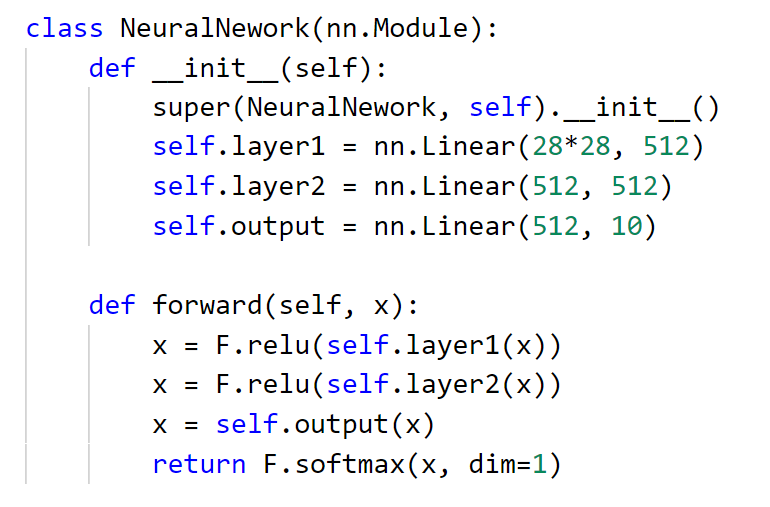 class NeuralNework(nn.Module):
    def __init__(self):
        super(NeuralNework, self).__init__()
        self.layer1 = nn.Linear(28*28, 512)
        self.layer2 = nn.Linear(512, 512)
        self.output = nn.Linear(512, 10)

    def forward(self, x):
        x = F.relu(self.layer1(x))
        x = F.relu(self.layer2(x))
        x = self.output(x)
        return F.softmax(x, dim=1)